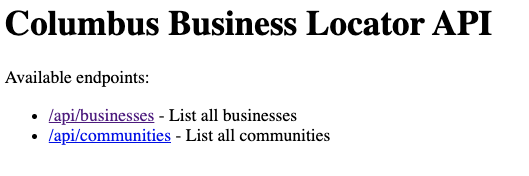 Columbus Business Locator API
Available endpoints:
• /api/businesses - List all businesses
• /api/communities - List all communities